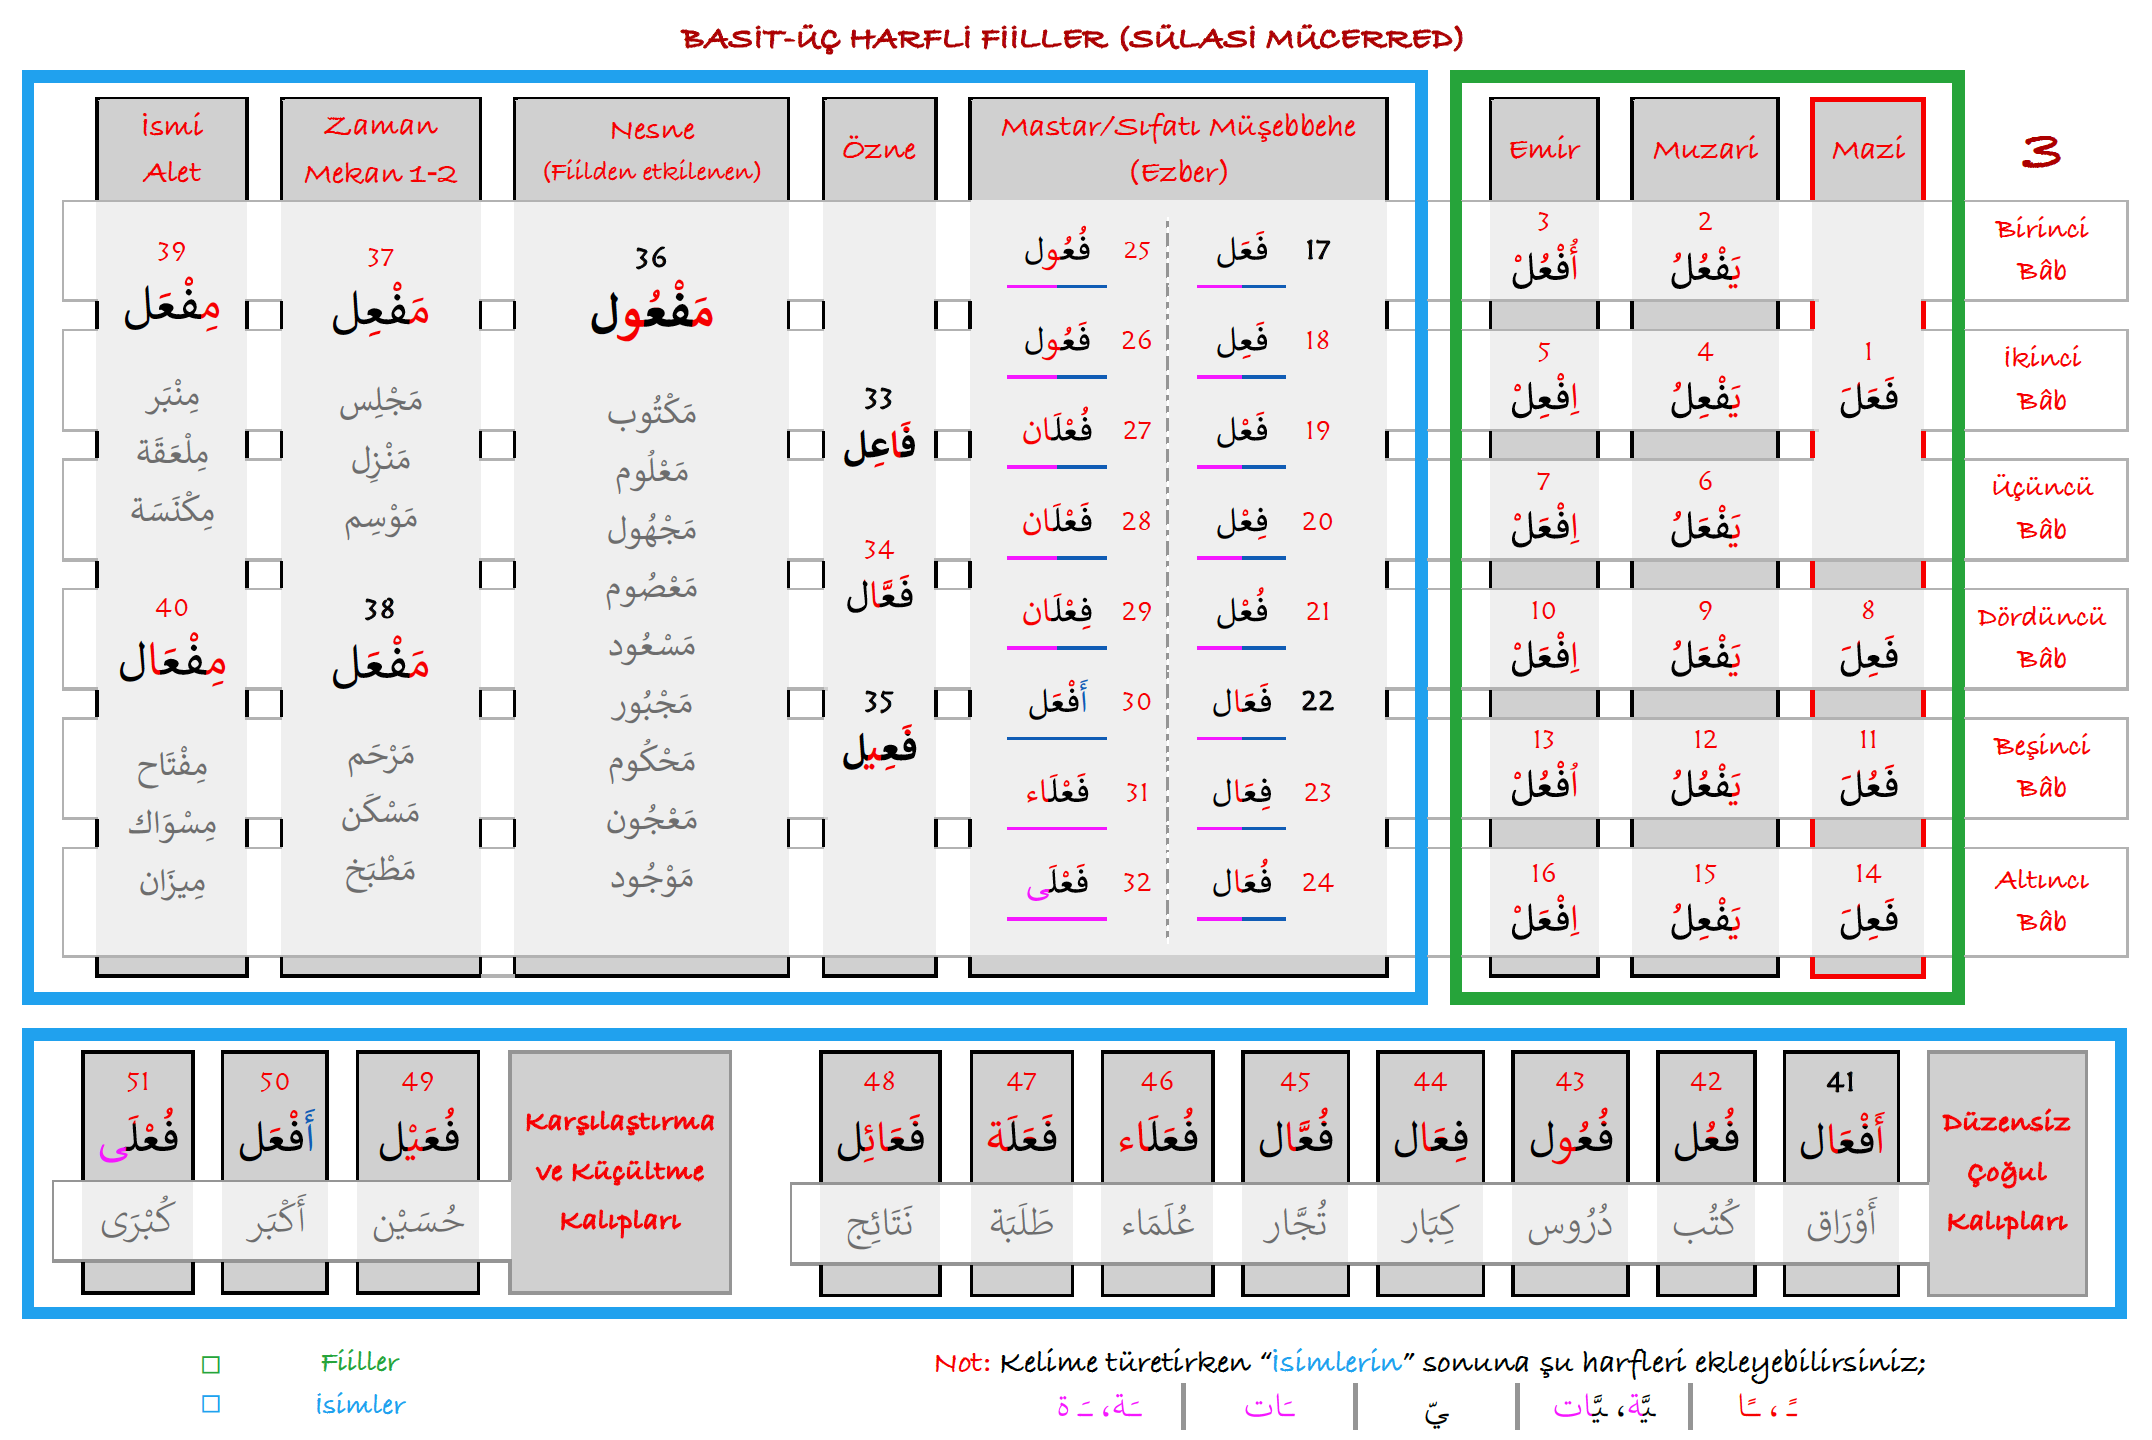 BASİT-ÜÇ HARFLİ FİİLLER (SÜLASİ MÜCERRED)
3
Mazi
Muzari
Emir
Mastar/Sıfatı Müşebbehe
(Ezber)
Özne
Nesne
(Fiilden etkilenen)
Zaman
Mekan 1-2
İsmi
Alet
Birinci
Bâb
2
يَفْعُلُ
3
أُفْعُلْ
İkinci
Bâb
1
فَعَلَ
4
يَفْعِلُ
5
اِفْعِلْ
Üçüncü
Bâb
6
يَفْعَلُ
7
اِفْعَلْ
Dördüncü
Bâb
8
فَعِلَ
9
يَفْعَلُ
10
اِفْعَلْ
Beşinci
Bâb
11
فَعُلَ
12
يَفْعُلُ
13
اُفْعُلْ
Altıncı
Bâb
14
فَعِلَ
15
يَفْعِلُ
16
اِفْعَلْ
17 فَعَل
18 فَعِل
19 فَعْل
20 فِعْل
21 فُعْل
22 فَعَال
23 فِعَال
24 فُعَال
25 فُعُول
26 فَعُول
27 فُعْلَان
28 فَعْلَان
29 فِعْلَان
30 أَفْعَل
31 فَعْلَاء
32 فَعْلَى
33
فَاعِل
34
فَعَّال
35
فَعِيل
36
مَفْعُول
مَكْتُوب
مَعْلُوم
مَجْهُول
مَعْصُوم
مَسْعُود
مَجْبُور
مَحْكُوم
مَعْجُون
مَوْجُود
37
مَفْعِل
مَجْلِس
مَنْزِل
مَوْسِم
38
مَفْعَل
مَرْحَم
مَسْكَن
مَطْبَخ
39
مِفْعَل
مِنْبَر
مِلْعَقَة
مِكْنَسَة
40
مِفْعَال
مِفْتَاح
مِسْوَاك
مِيزَان
Düzensiz
Çoğul
Kalıpları
41
أَفْعَال
أَوْرَاق
42
فُعُل
كُتُب
43
فُعُول
دُرُوس
44
فِعَال
كِبَار
45
فُعَّال
تُجَّار
46
فُعَلَاء
عُلَمَاء
47
فَعَلَة
طَلَبَة
48
فَعَائِل
نَتَائِج
Karşılaştırma
ve Küçültme
Kalıpları
49
فُعَيْل
حُسَيْن
50
أَفْعَل
أَكْبَر
51
فُعْلَى
كُبْرَى
Fiiller
İsimler
Not: Kelime türetirken “İsimlerin” sonuna şu harfleri ekleyebilirsiniz;
ـً ، ـًا | ـيَّة، ـيَّات | يّ | ـَات | ـَة، ـَ ة